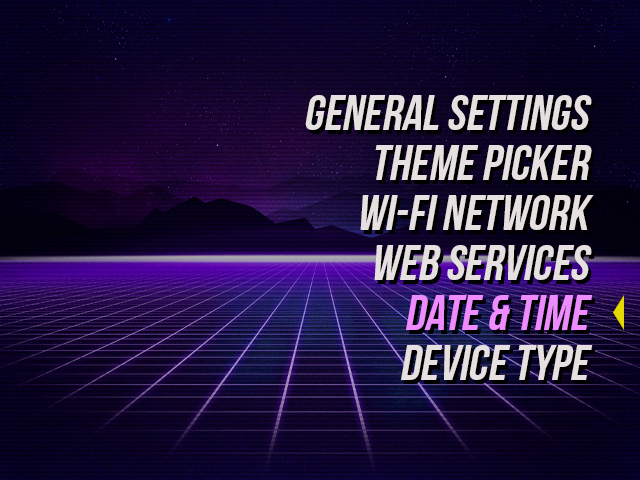 GENERAL SETTINGS
THEME PICKER
WI-FI NETWORK
WEB SERVICES
DATE & TIME
DEVICE TYPE